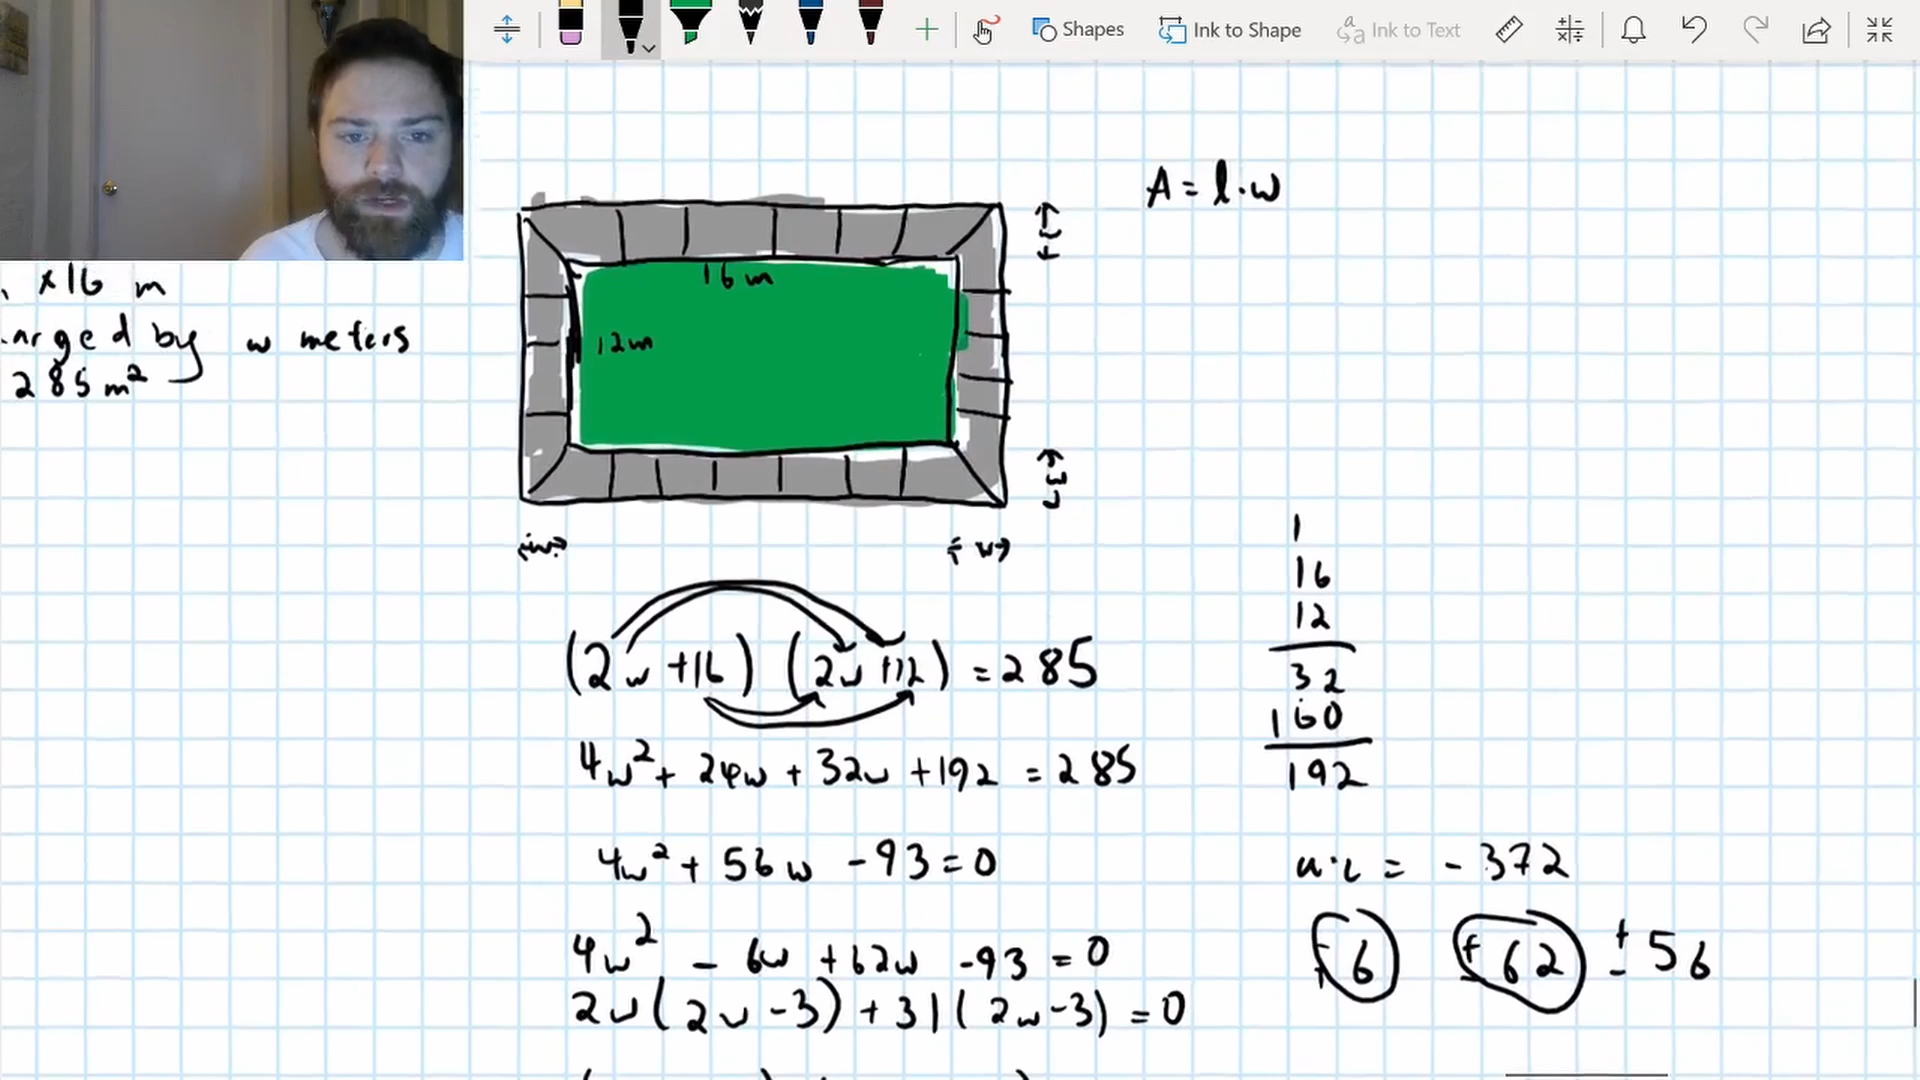 Shapes
Ink to Shape
Ink to Text
x16 m
arged by w meters
285 m²
A = l·w
16 m
12m
w
w
w
w
(2w +16) (2w +12) = 285
4w² + 24w + 32w +192 = 285
4w² + 56w - 93 = 0
4w² - 6w + 62w - 93 = 0
2w(2w - 3) + 31(2w - 3) = 0
1
16
12
32
160
192
a·c = - 372
6 ± 62 ± 56